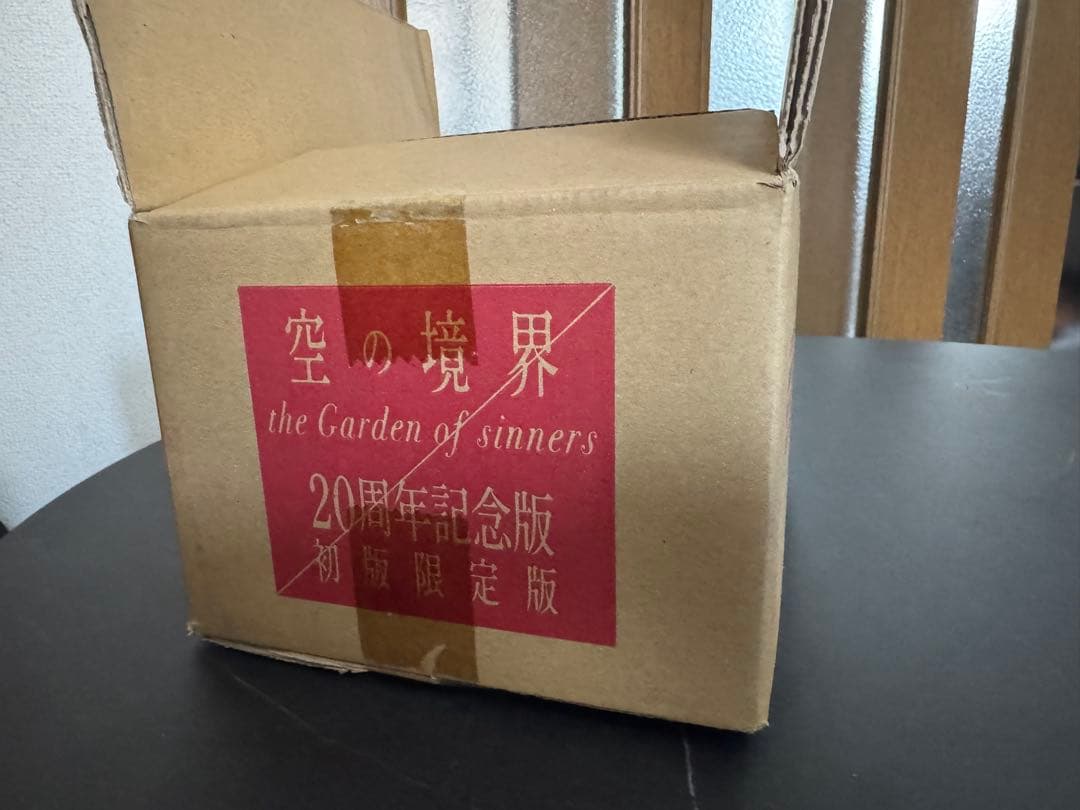 空の境界
the Garden of sinners
20周年記念版
初版限定版